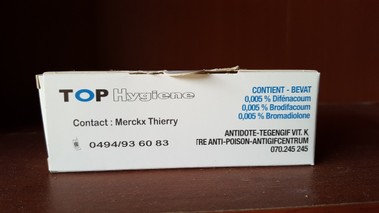 TOP Hygiene
Contact : Merckx Thierry
0494/93 60 83
CONTIENT - BEVAT
0,005 % Difénacoum
0,005 % Brodifacoum
0,005 % Bromadiolone
ANTIDOTE-TEGENGIF VIT. K
TRE ANTI-POISON-ANTIGIFCENTRUM
070.245 245